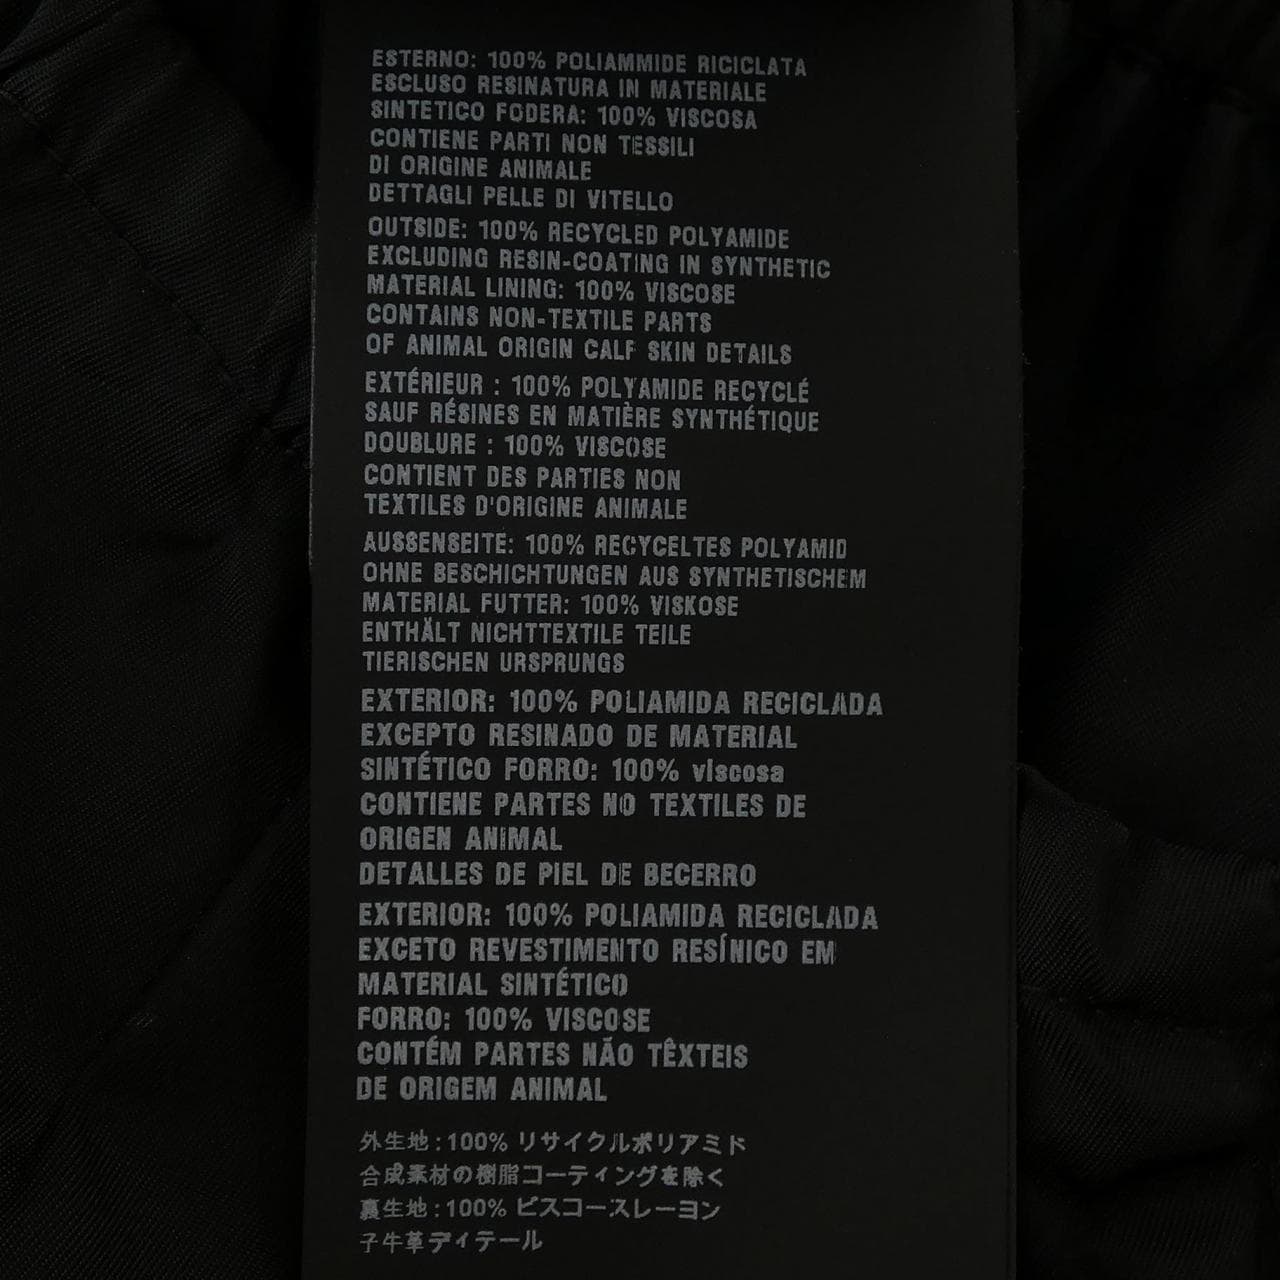 ESTERNO: 100% POLIAMMIDE RICICLATA
ESCLUSO RESINATURA IN MATERIALE
SINTETICO FODERA: 100% VISCOSA
CONTIENE PARTI NON TESSILI
DI ORIGINE ANIMALE
DETTAGLI PELLE DI VITELLO
OUTSIDE: 100% RECYCLED POLYAMIDE
EXCLUDING RESIN-COATING IN SYNTHETIC
MATERIAL LINING: 100% VISCOSE
CONTAINS NON-TEXTILE PARTS
OF ANIMAL ORIGIN CALF SKIN DETAILS
EXTÉRIEUR : 100% POLYAMIDE RECYCLÉ
SAUF RÉSINES EN MATIÈRE SYNTHÉTIQUE
DOUBLURE : 100% VISCOSE
CONTIENT DES PARTIES NON
TEXTILES D'ORIGINE ANIMALE
AUSSENSEITE: 100% RECYCELTES POLYAMID
OHNE BESCHICHTUNGEN AUS SYNTHETISCHEM
MATERIAL FUTTER: 100% VISKOSE
ENTHÄLT NICHTTEXTILE TEILE
TIERISCHEN URSPRUNGS
EXTERIOR: 100% POLIAMIDA RECICLADA
EXCEPTO RESINADO DE MATERIAL
SINTÉTICO FORRO: 100% viscosa
CONTIENE PARTES NO TEXTILES DE
ORIGEN ANIMAL
DETALLES DE PIEL DE BECERRO
EXTERIOR: 100% POLIAMIDA RECICLADA
EXCETO REVESTIMENTO RESÍNICO EM
MATERIAL SINTÉTICO
FORRO: 100% VISCOSE
CONTÉM PARTES NÃO TÊXTEIS
DE ORIGEM ANIMAL
外生地: 100% リサイクルポリアミド
合成素材の樹脂コーティングを除く
裏生地: 100% ビスコースレーヨン
子牛革ディテール